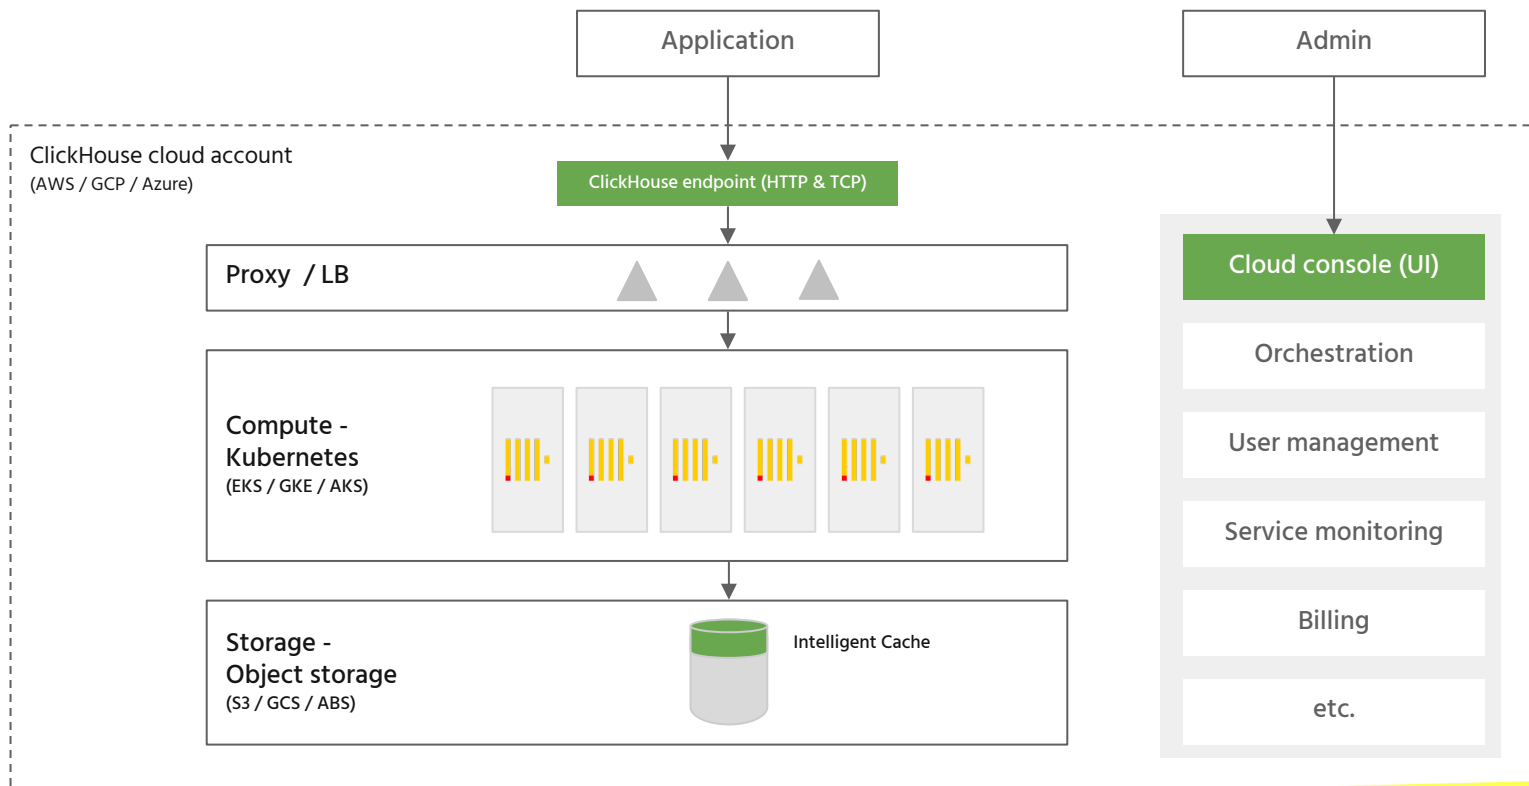 Application
Admin
ClickHouse cloud account
(AWS / GCP / Azure)
ClickHouse endpoint (HTTP & TCP)
Proxy / LB
Compute -
Kubernetes
(EKS / GKE / AKS)
Storage -
Object storage
(S3 / GCS / ABS)
Intelligent Cache
Cloud console (UI)
Orchestration
User management
Service monitoring
Billing
etc.